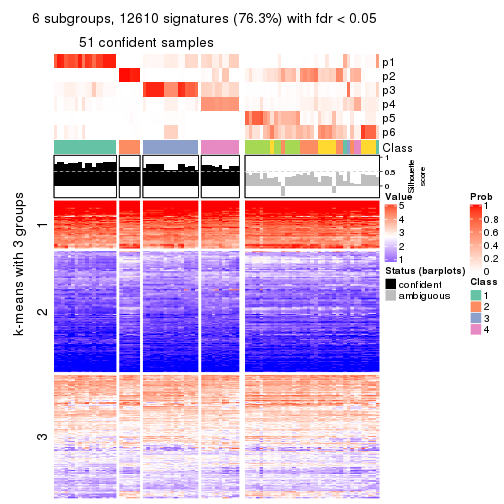 6 subgroups, 12610 signatures (76.3%) with fdr < 0.05
51 confident samples
p1
p2
p3
p4
p5
p6
Class
1
0.5
0
Silhouette
score
k-means with 3 groups
1
2
3
Value
5
4
3
2
1
Status (barplots)
confident
ambiguous
Prob
1
0.8
0.6
0.4
0.2
0
Class
1
2
3
4